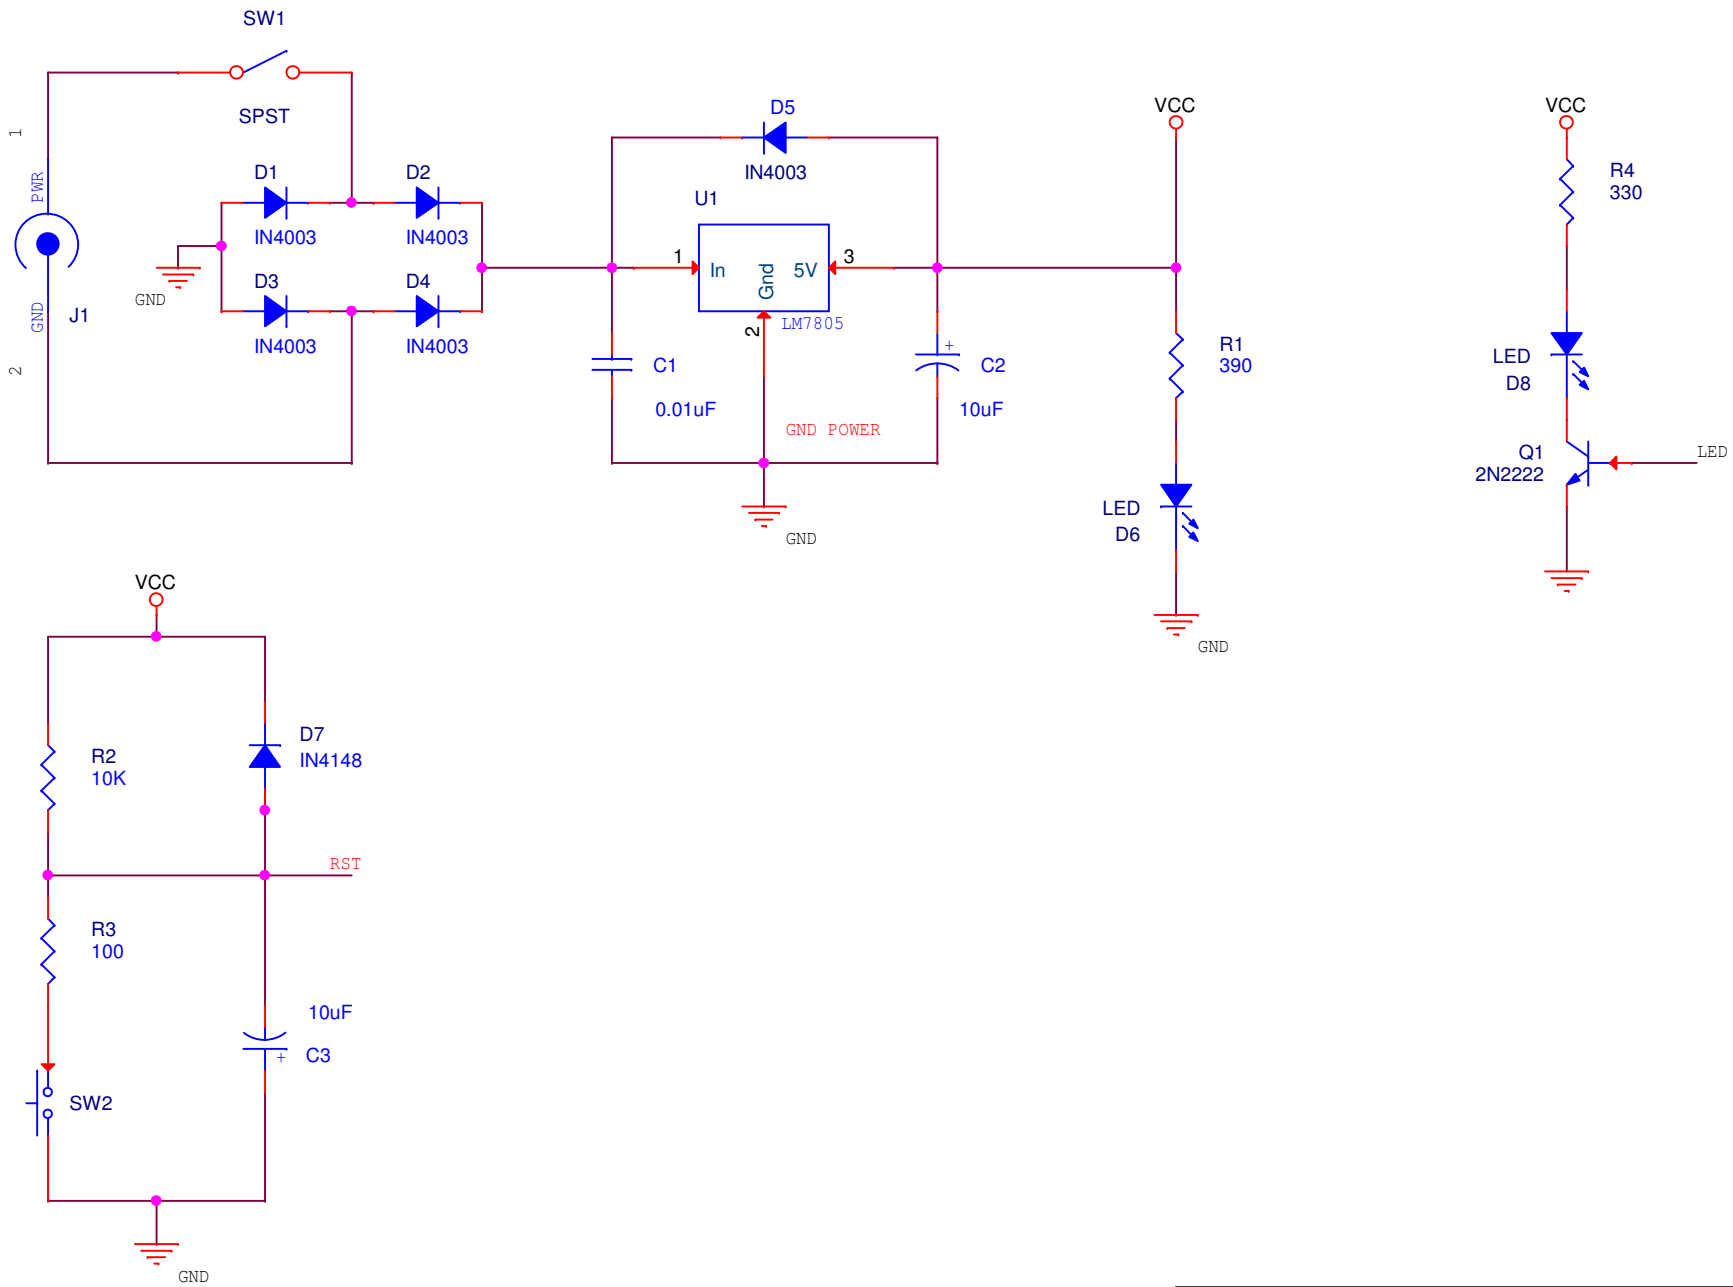 SW1
SPST
1
PWR
GND
2
J1
D1
IN4003
D2
IN4003
GND
D3
IN4003
D4
IN4003
D5
IN4003
U1
1
In
Gnd
5V
3
2
LM7805
C1
0.01uF
GND POWER
+
C2
10uF
GND
VCC
R1
390
LED
D6
GND
VCC
R4
330
LED
D8
Q1
2N2222
LED
VCC
R2
10K
D7
IN4148
RST
R3
100
10uF
+
C3
SW2
GND